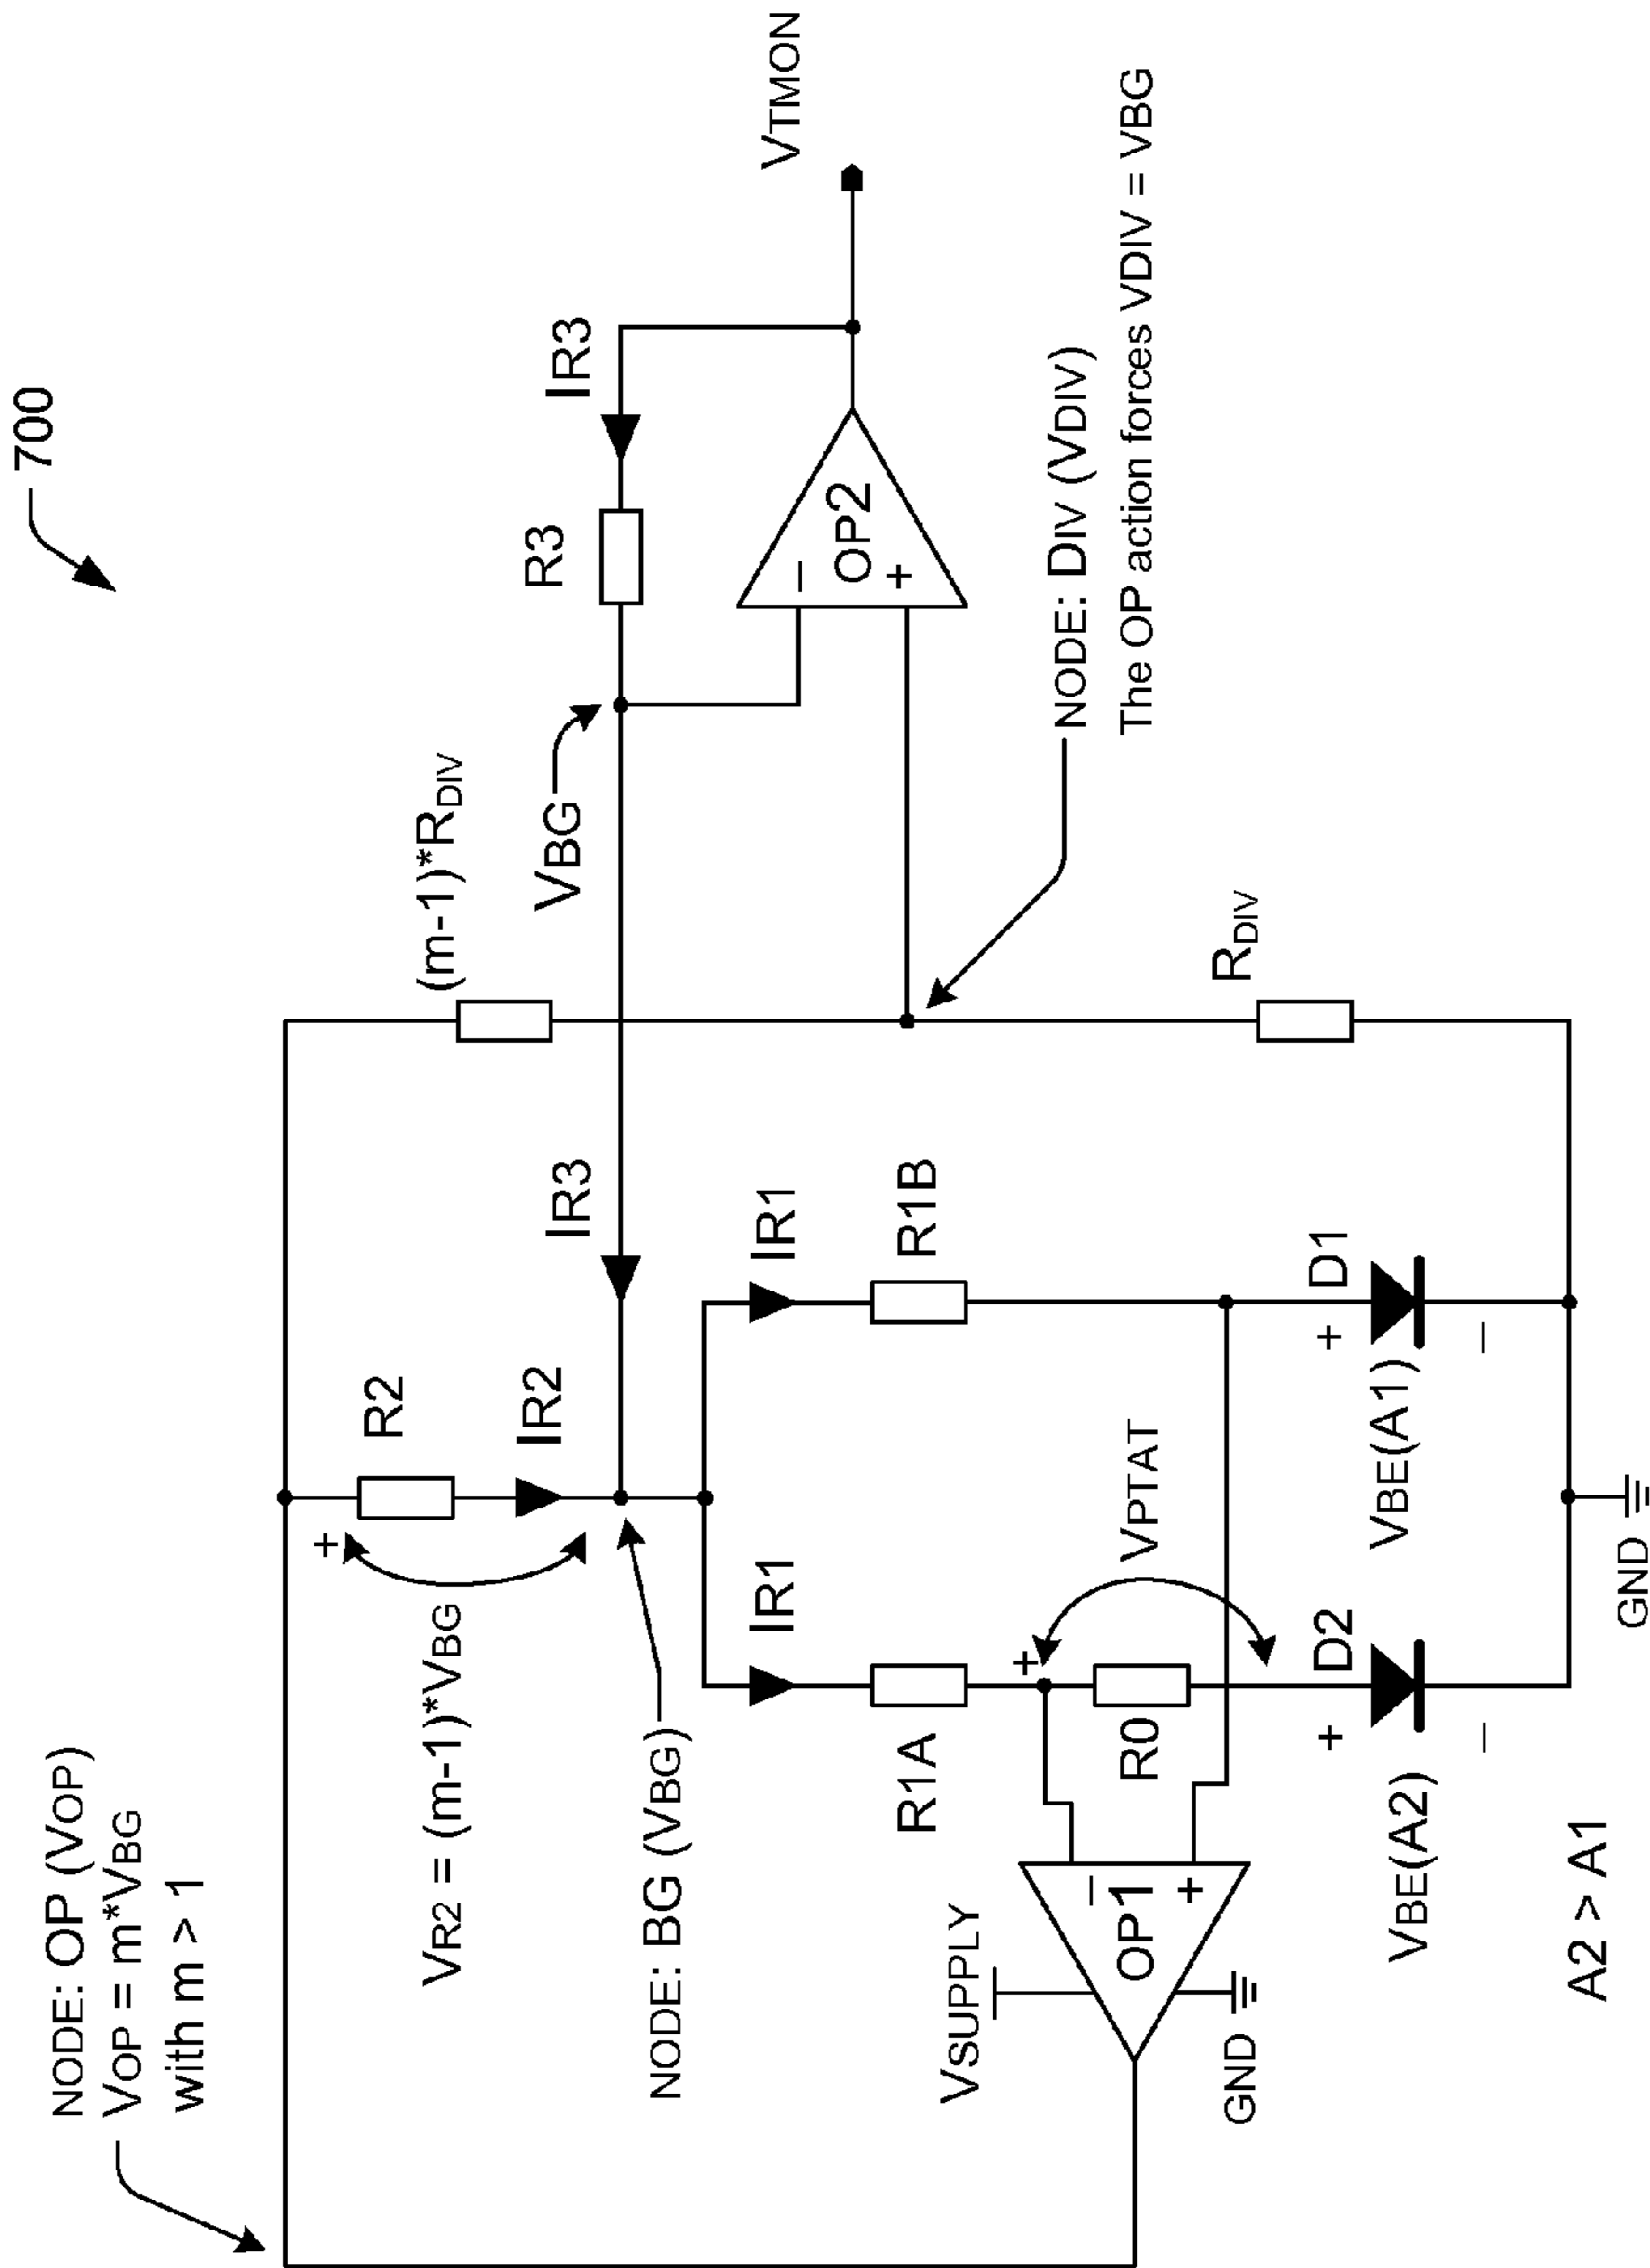 700
NODE: OP (VOP)
VOP = m*VBG
with m > 1
R2
+
VR2 = (m-1)*VBG
IR2
(m-1)*RDIV
IR3
R3
IR3
VBG
NODE: BG (VBG)
IR1
IR1
R1A
R1B
OP2
−
+
VTMON
VSUPPLY
OP1
−
+
GND
+
R0
VPTAT
NODE: DIV (VDIV)
The OP action forces VDIV = VBG
RDIV
D2
+
−
VBE(A2)
D1
+
−
VBE(A1)
A2 > A1
GND